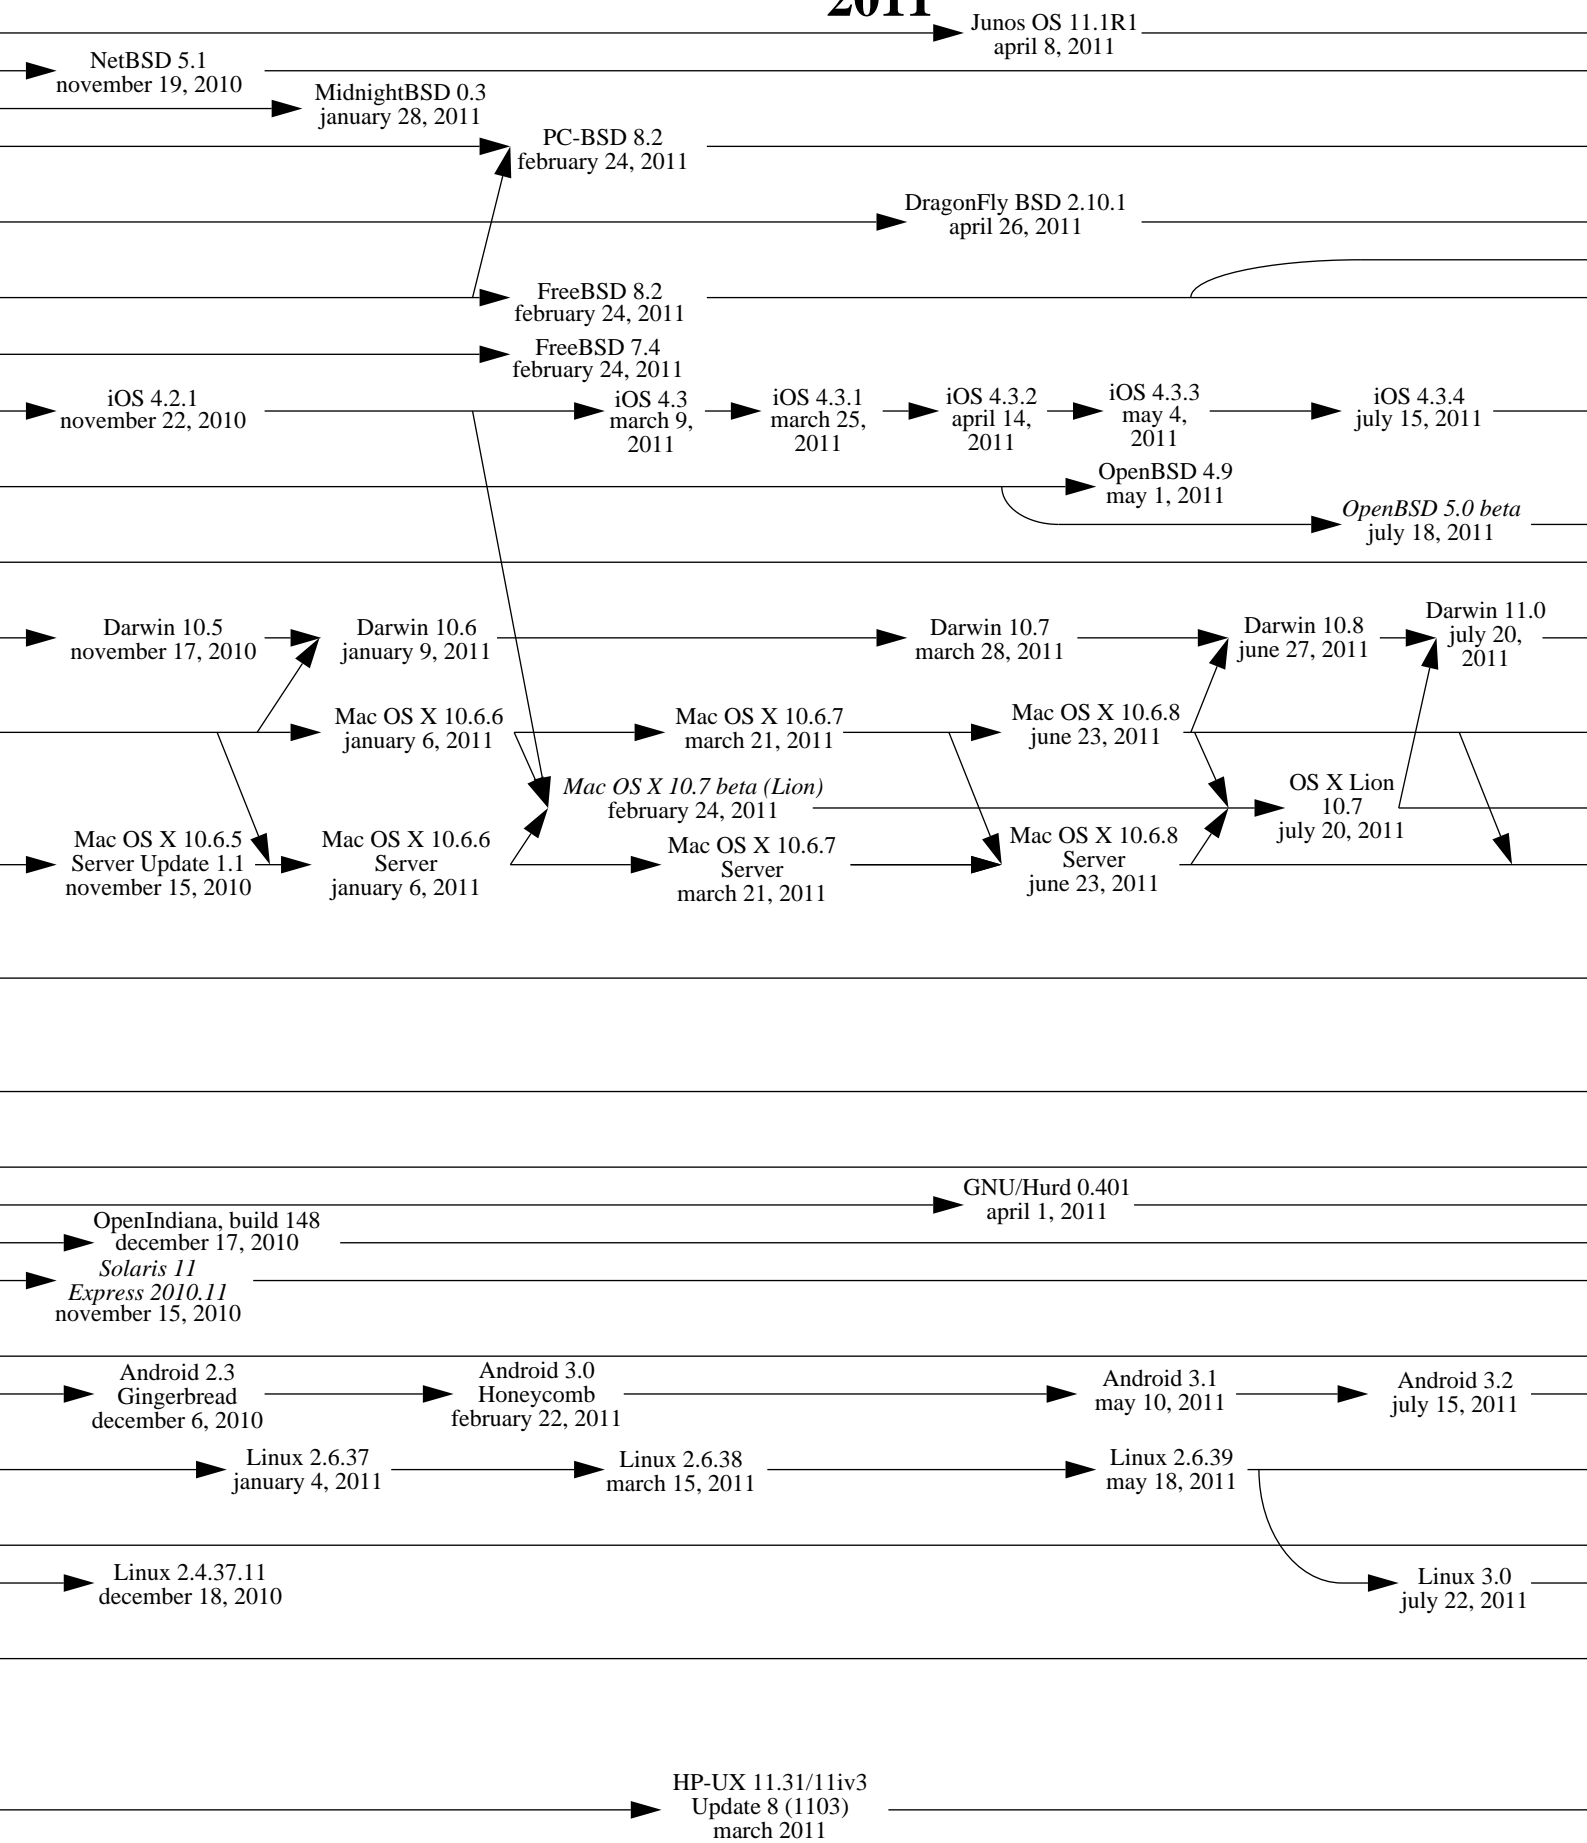 2011
Junos OS 11.1R1
april 8, 2011
NetBSD 5.1
november 19, 2010
MidnightBSD 0.3
january 28, 2011
PC-BSD 8.2
february 24, 2011
DragonFly BSD 2.10.1
april 26, 2011
FreeBSD 8.2
february 24, 2011
FreeBSD 7.4
february 24, 2011
iOS 4.2.1
november 22, 2010
iOS 4.3
march 9,
2011
iOS 4.3.1
march 25,
2011
iOS 4.3.2
april 14,
2011
iOS 4.3.3
may 4,
2011
iOS 4.3.4
july 15, 2011
OpenBSD 4.9
may 1, 2011
OpenBSD 5.0 beta
july 18, 2011
Darwin 10.5
november 17, 2010
Darwin 10.6
january 9, 2011
Darwin 10.7
march 28, 2011
Darwin 10.8
june 27, 2011
Darwin 11.0
july 20,
2011
Mac OS X 10.6.6
january 6, 2011
Mac OS X 10.6.7
march 21, 2011
Mac OS X 10.6.8
june 23, 2011
Mac OS X 10.7 beta (Lion)
february 24, 2011
OS X Lion
10.7
july 20, 2011
Mac OS X 10.6.5
Server Update 1.1
november 15, 2010
Mac OS X 10.6.6
Server
january 6, 2011
Mac OS X 10.6.7
Server
march 21, 2011
Mac OS X 10.6.8
Server
june 23, 2011
GNU/Hurd 0.401
april 1, 2011
OpenIndiana, build 148
december 17, 2010
Solaris 11
Express 2010.11
november 15, 2010
Android 2.3
Gingerbread
december 6, 2010
Android 3.0
Honeycomb
february 22, 2011
Android 3.1
may 10, 2011
Android 3.2
july 15, 2011
Linux 2.6.37
january 4, 2011
Linux 2.6.38
march 15, 2011
Linux 2.6.39
may 18, 2011
Linux 2.4.37.11
december 18, 2010
Linux 3.0
july 22, 2011
HP-UX 11.31/11iv3
Update 8 (1103)
march 2011